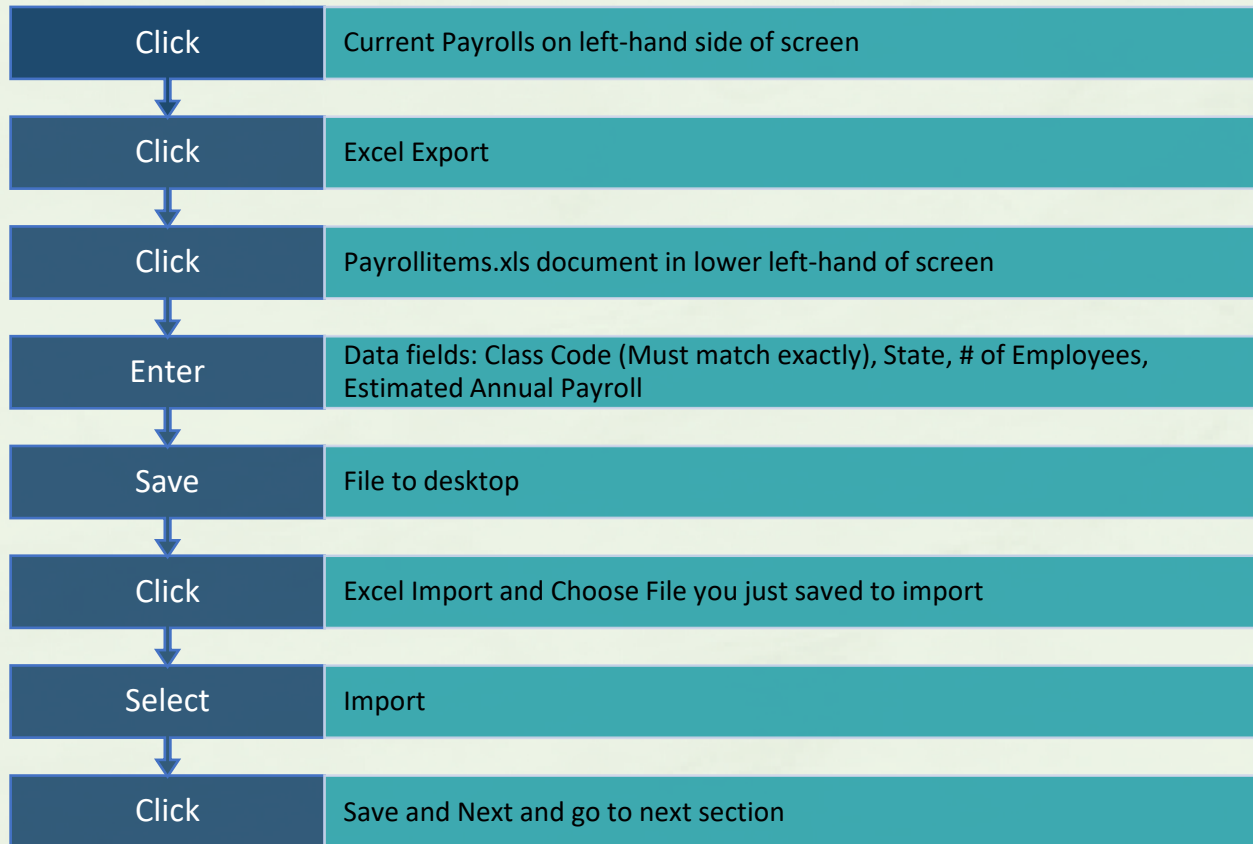 Click
Current Payrolls on left-hand side of screen
Click
Excel Export
Click
Payrollitems.xls document in lower left-hand of screen
Enter
Data fields: Class Code (Must match exactly), State, # of Employees,
Estimated Annual Payroll
Save
File to desktop
Click
Excel Import and Choose File you just saved to import
Select
Import
Click
Save and Next and go to next section